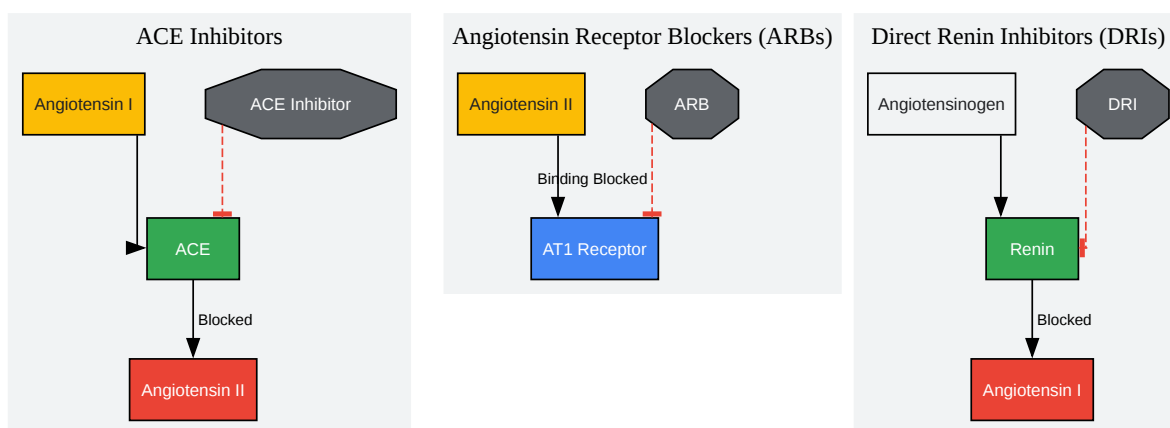 ACE Inhibitors
Angiotensin I
ACE Inhibitor
ACE
Blocked
Angiotensin II
Angiotensin Receptor Blockers (ARBs)
Angiotensin II
ARB
Binding Blocked
AT1 Receptor
Direct Renin Inhibitors (DRIs)
Angiotensinogen
DRI
Renin
Blocked
Angiotensin I